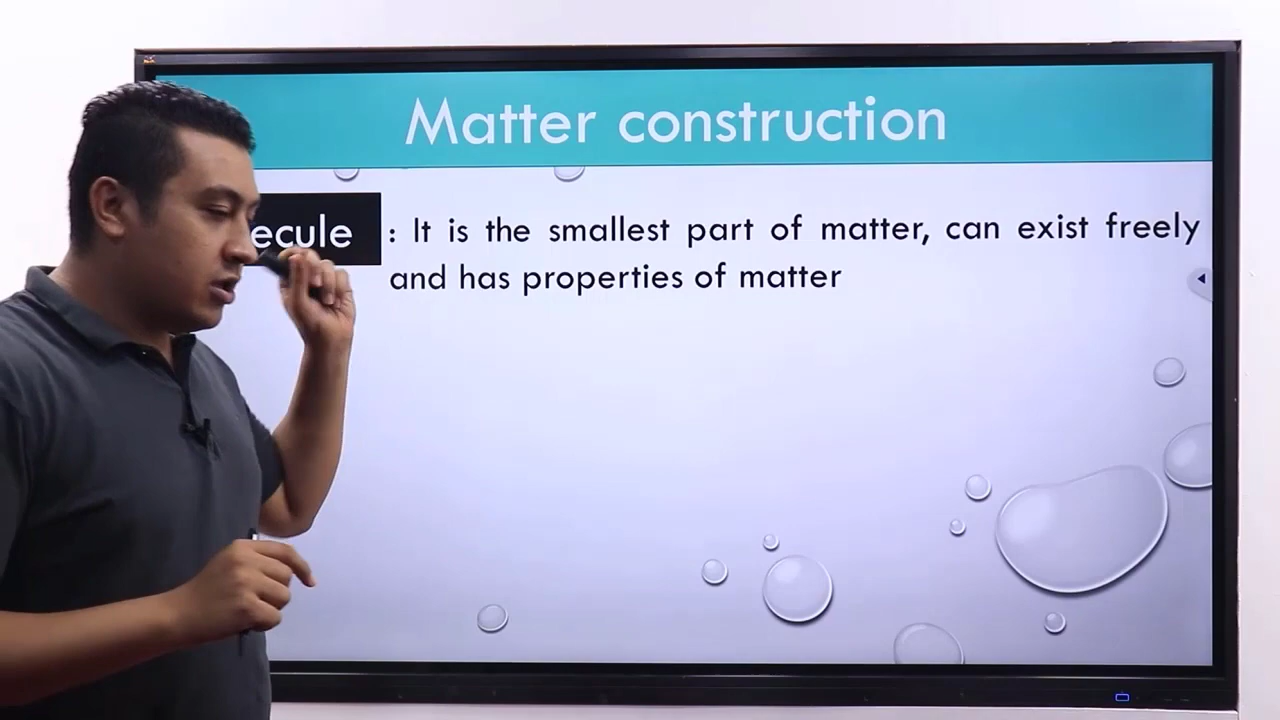 Matter construction
ecule : It is the smallest part of matter, can exist freely
and has properties of matter